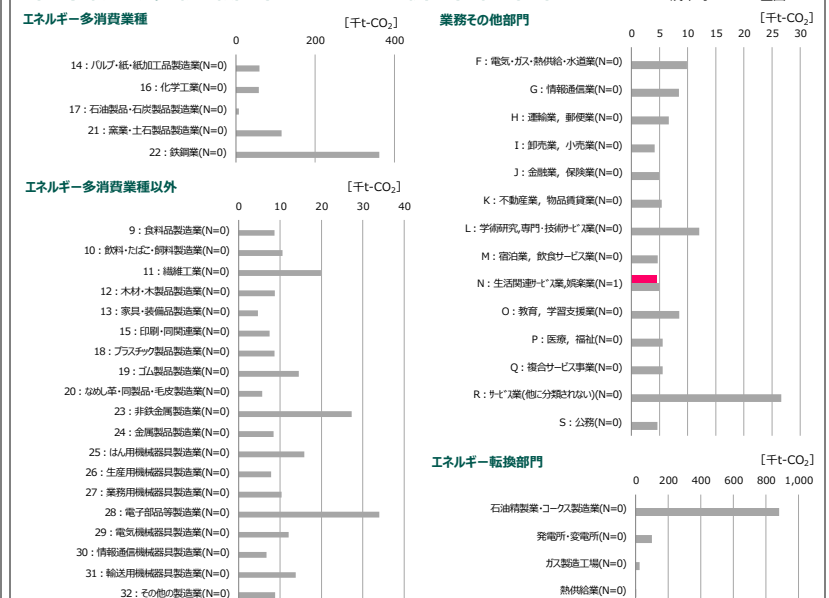 エネルギー多消費業種
[千t-CO2]
0 200 400
14：パルプ・紙・紙加工品製造業(N=0)
16：化学工業(N=0)
17：石油製品・石炭製品製造業(N=0)
21：窯業・土石製品製造業(N=0)
22：鉄鋼業(N=0)
エネルギー多消費業種以外
[千t-CO2]
0 10 20 30 40
9：食料品製造業(N=0)
10：飲料・たばこ・飼料製造業(N=0)
11：繊維工業(N=0)
12：木材・木製品製造業(N=0)
13：家具・装備品製造業(N=0)
15：印刷・同関連業(N=0)
18：プラスチック製品製造業(N=0)
19：ゴム製品製造業(N=0)
20：なめし革・同製品・毛皮製造業(N=0)
23：非鉄金属製造業(N=0)
24：金属製品製造業(N=0)
25：はん用機械器具製造業(N=0)
26：生産用機械器具製造業(N=0)
27：業務用機械器具製造業(N=0)
28：電子部品等製造業(N=0)
29：電気機械器具製造業(N=0)
30：情報通信機械器具製造業(N=0)
31：輸送用機械器具製造業(N=0)
32：その他の製造業(N=0)
業務その他部門
[千t-CO2]
0 5 10 15 20 25 30
F：電気・ガス・熱供給・水道業(N=0)
G：情報通信業(N=0)
H：運輸業，郵便業(N=0)
I：卸売業，小売業(N=0)
J：金融業，保険業(N=0)
K：不動産業，物品賃貸業(N=0)
L：学術研究,専門・技術ｻｰﾋﾞｽ業(N=0)
M：宿泊業，飲食サービス業(N=0)
N：生活関連ｻｰﾋﾞｽ業,娯楽業(N=1)
O：教育，学習支援業(N=0)
P：医療，福祉(N=0)
Q：複合サービス事業(N=0)
R：ｻｰﾋﾞｽ業(他に分類されない)(N=0)
S：公務(N=0)
エネルギー転換部門
[千t-CO2]
0 200 400 600 800 1,000
石油精製業・コークス製造業(N=0)
発電所・変電所(N=0)
ガス製造工場(N=0)
熱供給業(N=0)